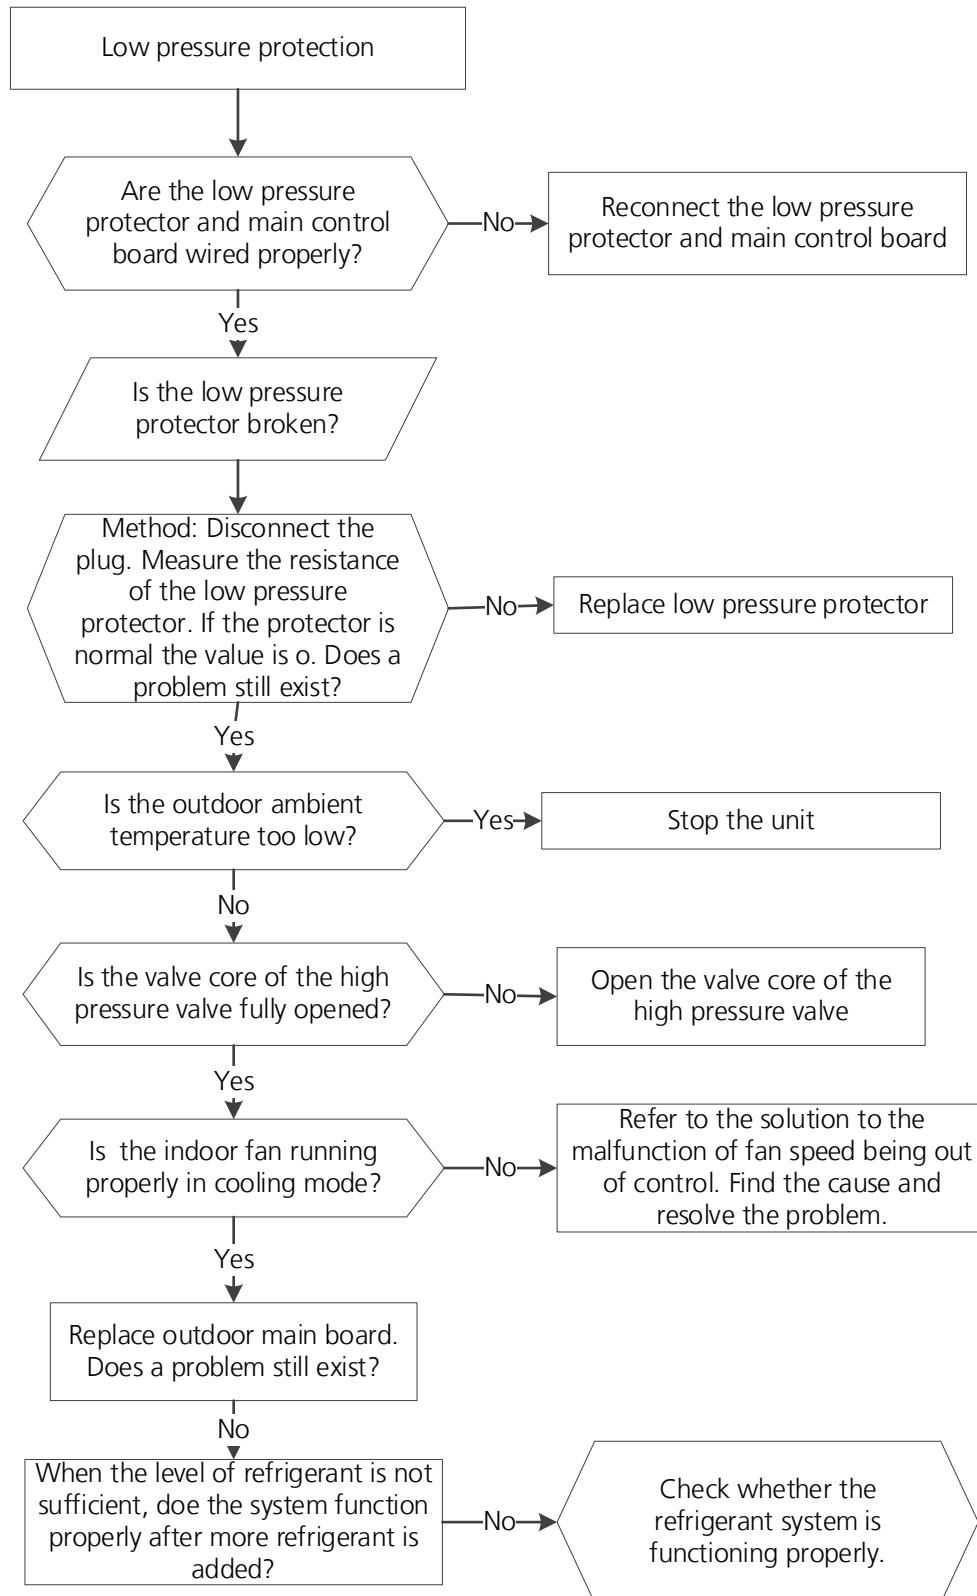 Low pressure protection
Are the low pressure
protector and main control
board wired properly?
No
Reconnect the low pressure
protector and main control board
Yes
Is the low pressure
protector broken?
Method: Disconnect the
plug. Measure the resistance
of the low pressure
protector. If the protector is
normal the value is o. Does a
problem still exist?
No
Replace low pressure protector
Yes
Is the outdoor ambient
temperature too low?
Yes
Stop the unit
No
Is the valve core of the high
pressure valve fully opened?
No
Open the valve core of the
high pressure valve
Yes
Is the indoor fan running
properly in cooling mode?
No
Refer to the solution to the
malfunction of fan speed being out
of control. Find the cause and
resolve the problem.
Yes
Replace outdoor main board.
Does a problem still exist?
No
When the level of refrigerant is not
sufficient, doe the system function
properly after more refrigerant is
added?
No
Check whether the
refrigerant system is
functioning properly.